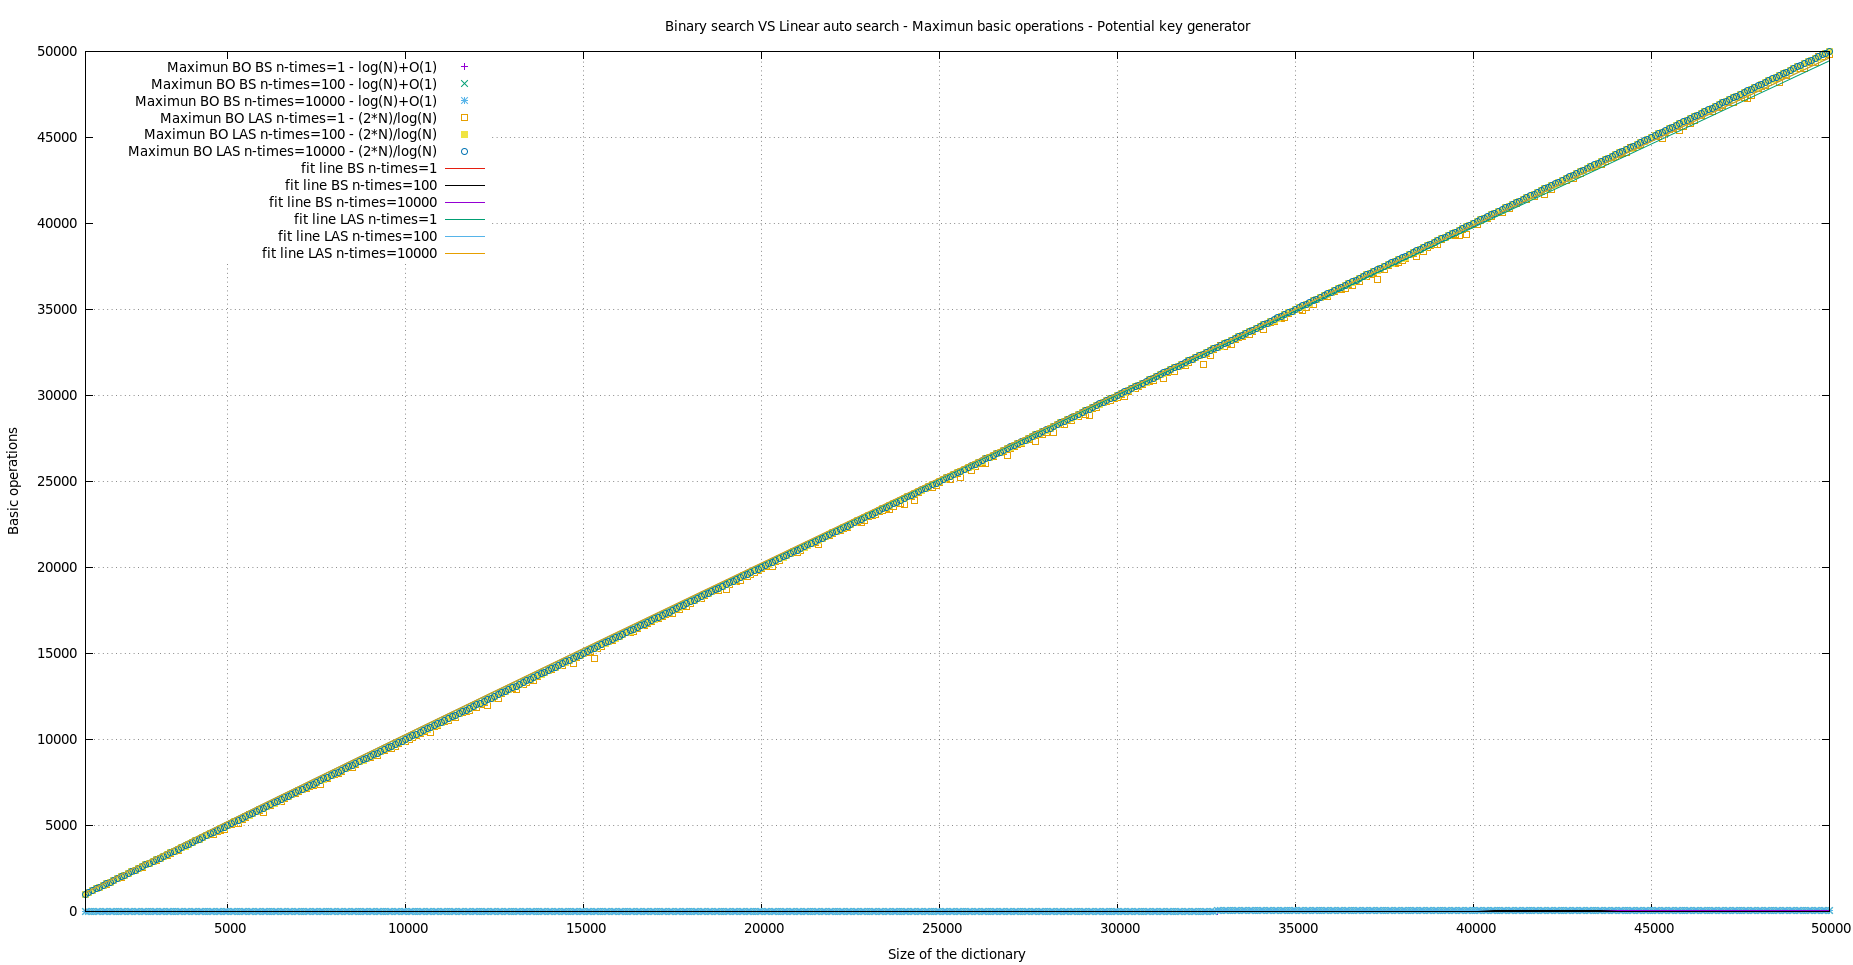 Binary search VS Linear auto search - Maximun basic operations - Potential key generator
50000
45000
40000
35000
30000
25000
20000
15000
10000
5000
0
Basic operations
Maximun BO BS n-times=1 - log(N)+O(1)
Maximun BO BS n-times=100 - log(N)+O(1)
Maximun BO BS n-times=10000 - log(N)+O(1)
Maximun BO LAS n-times=1 - (2*N)/log(N)
Maximun BO LAS n-times=100 - (2*N)/log(N)
Maximun BO LAS n-times=10000 - (2*N)/log(N)
fit line BS n-times=1
fit line BS n-times=100
fit line BS n-times=10000
fit line LAS n-times=1
fit line LAS n-times=100
fit line LAS n-times=10000
5000 10000 15000 20000 25000 30000 35000 40000 45000 50000
Size of the dictionary